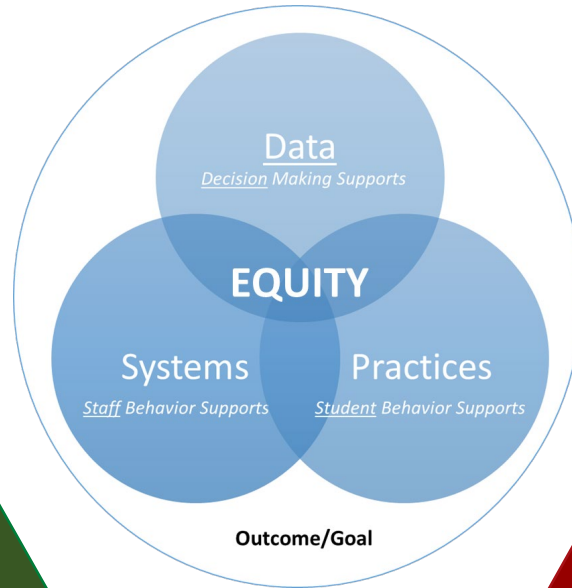 Data
Decision Making Supports
EQUITY
Systems
Practices
Staff Behavior Supports
Student Behavior Supports
Outcome/Goal